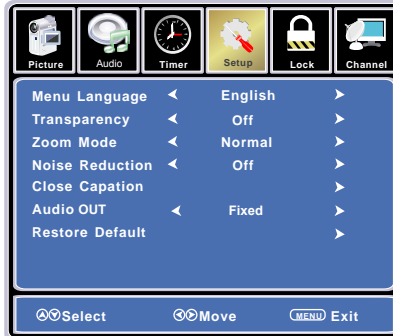 Picture Audio Timer Setup Lock Channel
Menu Language English
Transparency Off
Zoom Mode Normal
Noise Reduction Off
Close Capation
Audio OUT Fixed
Restore Default
Select Move MENU Exit